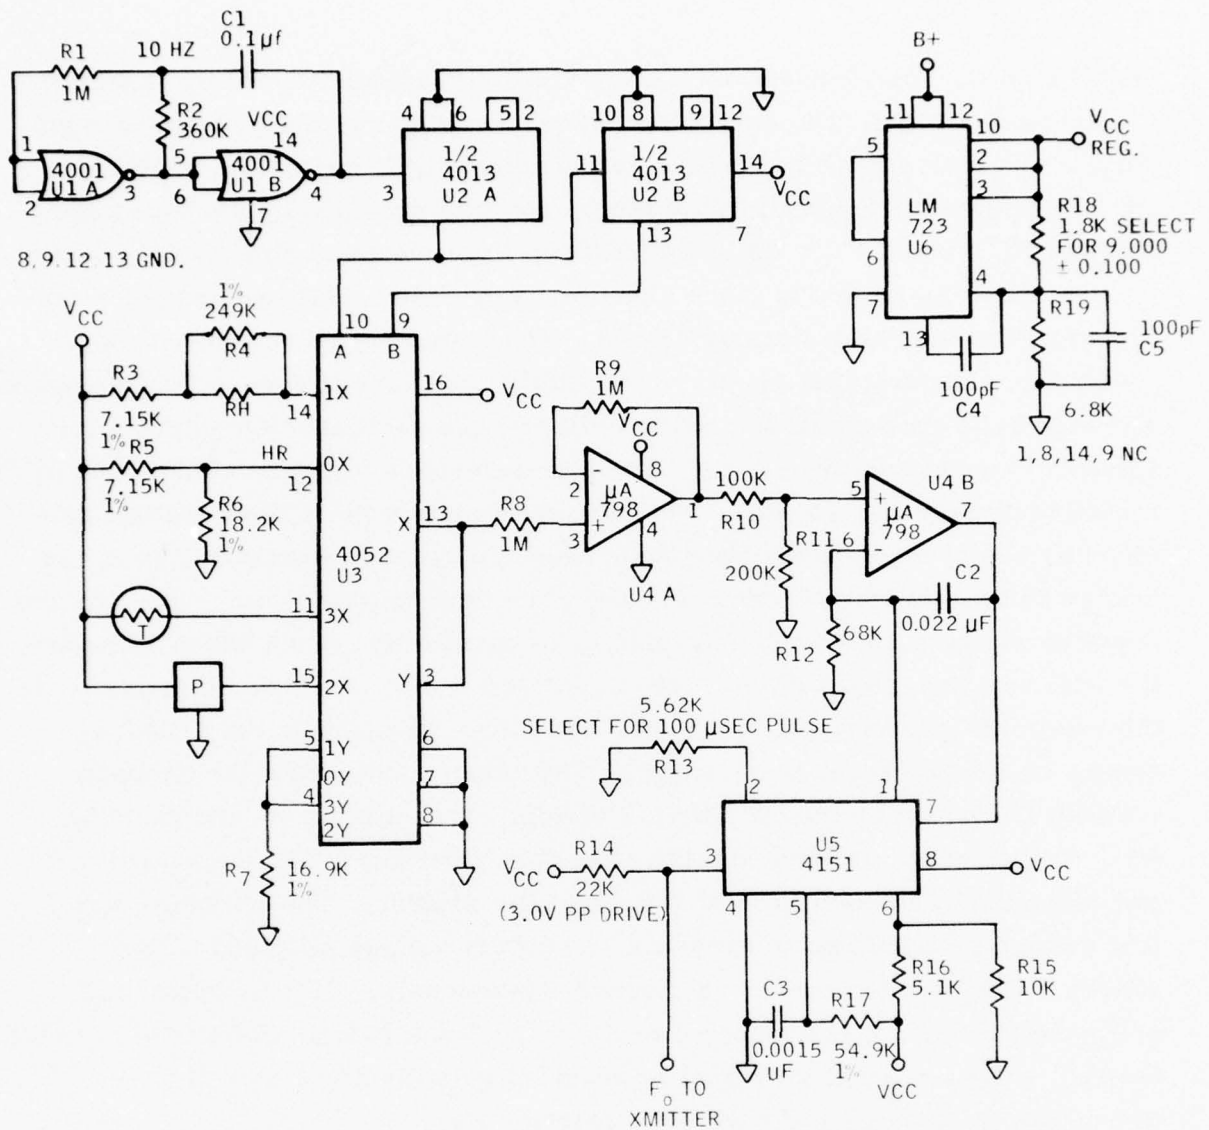 C1
0.1μf
R1
1M
10 HZ
R2
360K
VCC
14
1
2
4001
U1 A
3
5
6
4001
U1 B
4
7
8,9,12 13 GND.
4
6
5
2
1/2
4013
U2 A
3
10
8
9
12
11
1/2
4013
U2 B
14
VCC
13
7
B+
11
12
10
VCC
REG.
5
2
3
LM
723
U6
R18
1.8K SELECT
FOR 9.000
± 0.100
6
4
7
13
R19
100pF
C5
100pF
C4
6.8K
1,8,14,9 NC
VCC
1%
249K
R4
10
9
A
B
R3
7.15K
1%
RH
14
1X
16
VCC
R5
7.15K
1%
HR
12
0X
R6
18.2K
1%
X
13
4052
U3
T
11
3X
P
15
2X
Y
3
5
1Y
0Y
4
3Y
2Y
6
7
8
R7
16.9K
1%
R8
1M
R9
1M
VCC
8
2
-
μA
798
+
3
4
1
U4 A
100K
R10
R11
200K
5
+
μA
798
U4 B
7
6
-
C2
0.022 μF
68K
R12
5.62K
SELECT FOR 100 μSEC PULSE
R13
2
1
7
U5
4151
3
8
VCC
R14
VCC
22K
(3.0V PP DRIVE)
4
5
6
R16
5.1K
R15
10K
C3
0.0015
uF
R17
54.9K
1%
VCC
Fo TO
XMITTER